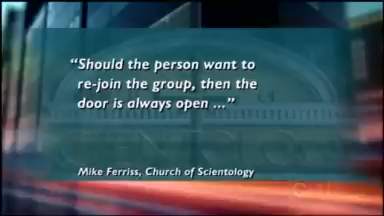 “Should the person want to
re-join the group, then the
door is always open ...”
Mike Ferriss, Church of Scientology